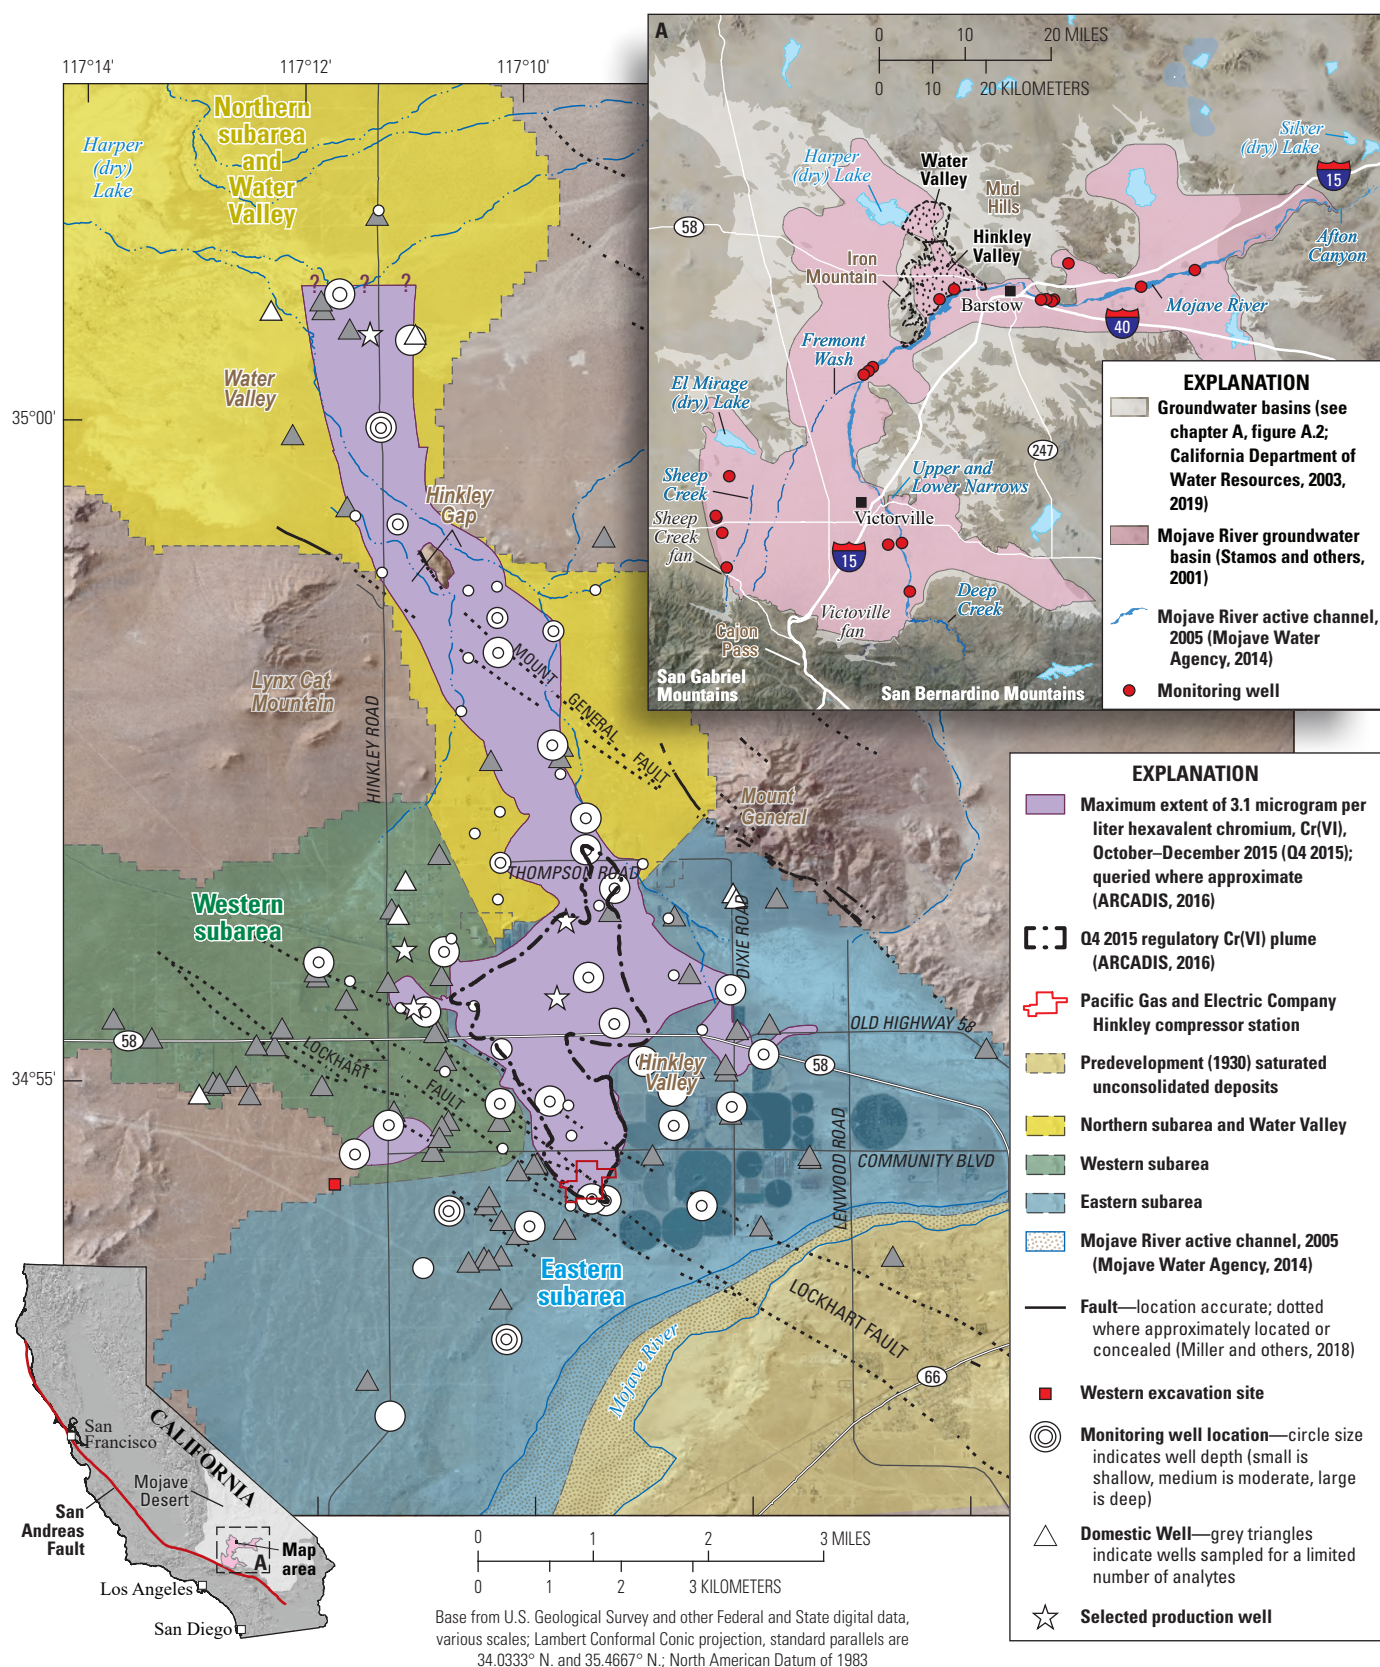 117°14'
117°12'
117°10'
Northern
subarea
and
Water
Valley
Harper
(dry)
Lake
?
?
?
Water
Valley
35°00'
Hinkley
Gap
Lynx Cat
Mountain
HINKLEY ROAD
MOUNT
GENERAL
FAULT
Mount
General
THOMPSON ROAD
Western
subarea
DIXIE ROAD
OLD HIGHWAY 58
58
58
LOCKHART
FAULT
Hinkley
Valley
34°55'
LENWOOD ROAD
COMMUNITY BLVD
Eastern
subarea
LOCKHART FAULT
Mojave River
66
A
0 10 20 MILES
0 10 20 KILOMETERS
Silver
(dry) Lake
15
Harper
(dry) Lake
Water
Valley
Mud
Hills
58
Hinkley
Valley
Afton
Canyon
Iron
Mountain
Barstow
Mojave River
40
Fremont
Wash
El Mirage
(dry) Lake
247
Sheep
Creek
Upper and
Lower Narrows
Sheep
Creek
fan
Victorville
15
Deep
Creek
Victoville
fan
Cajon
Pass
San Gabriel
Mountains
San Bernardino Mountains
EXPLANATION
Groundwater basins (see
chapter A, figure A.2;
California Department of
Water Resources, 2003,
2019)
Mojave River groundwater
basin (Stamos and others,
2001)
Mojave River active channel,
2005 (Mojave Water
Agency, 2014)
Monitoring well
EXPLANATION
Maximum extent of 3.1 microgram per
liter hexavalent chromium, Cr(VI),
October–December 2015 (Q4 2015);
queried where approximate
(ARCADIS, 2016)
Q4 2015 regulatory Cr(VI) plume
(ARCADIS, 2016)
Pacific Gas and Electric Company
Hinkley compressor station
Predevelopment (1930) saturated
unconsolidated deposits
Northern subarea and Water Valley
Western subarea
Eastern subarea
Mojave River active channel, 2005
(Mojave Water Agency, 2014)
Fault—location accurate; dotted
where approximately located or
concealed (Miller and others, 2018)
Western excavation site
Monitoring well location—circle size
indicates well depth (small is
shallow, medium is moderate, large
is deep)
Domestic Well—grey triangles
indicate wells sampled for a limited
number of analytes
Selected production well
CALIFORNIA
San
Francisco
Mojave
Desert
San
Andreas
Fault
A
Map
area
Los Angeles
San Diego
0 1 2 3 MILES
0 1 2 3 KILOMETERS
Base from U.S. Geological Survey and other Federal and State digital data,
various scales; Lambert Conformal Conic projection, standard parallels are
34.0333° N. and 35.4667° N.; North American Datum of 1983